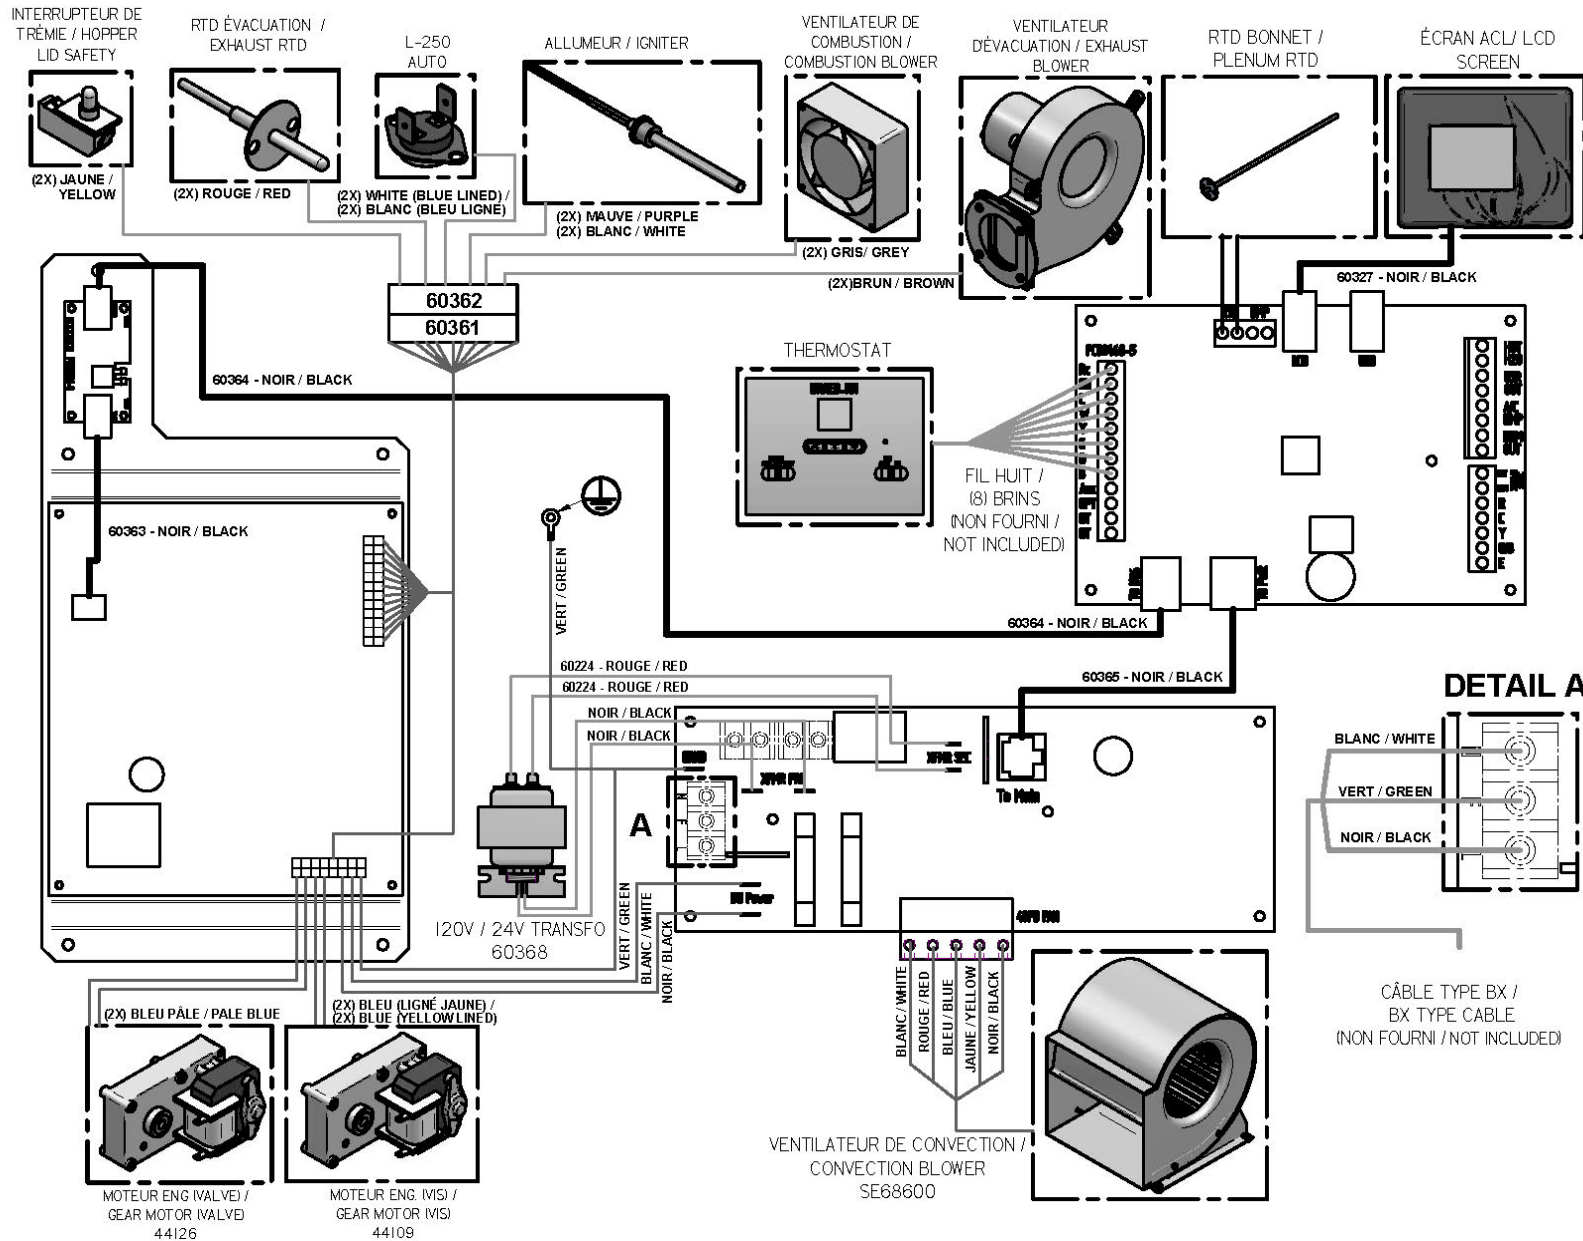 INTERRUPTEUR DE
TRÉMIE / HOPPER
LID SAFETY
RTD ÉVACUATION /
EXHAUST RTD
L-250
AUTO
ALLUMEUR / IGNITER
VENTILATEUR DE
COMBUSTION /
COMBUSTION BLOWER
VENTILATEUR
D'ÉVACUATION/ EXHAUST
BLOWER
RTD BONNET /
PLENUM RTD
ÉCRAN ACL/ LCD
SCREEN
(2X) JAUNE /
YELLOW
(2X) ROUGE / RED
(2X) WHITE (BLUE LINED) /
(2X) BLANC (BLEU LIGNÉ)
(2X) MAUVE / PURPLE
(2X) BLANC / WHITE
(2X) GRIS/ GREY
(2X)BRUN / BROWN
60327 - NOIR / BLACK
60362
60361
60364 - NOIR / BLACK
THERMOSTAT
FIL HUIT /
(8) BRINS
(NON FOURNI /
NOT INCLUDED)
60363 - NOIR / BLACK
VERT / GREEN
60364 - NOIR / BLACK
60224 - ROUGE / RED
60224 - ROUGE / RED
60365 - NOIR / BLACK
NOIR / BLACK
NOIR / BLACK
XFMR SEC
To Main
A
DETAIL A
BLANC / WHITE
VERT / GREEN
NOIR / BLACK
120V / 24V TRANSFO
60368
VERT / GREEN
BLANC / WHITE
NOIR / BLACK
BLANC / WHITE
ROUGE / RED
BLEU / BLUE
JAUNE / YELLOW
NOIR / BLACK
CÂBLE TYPE BX /
BX TYPE CABLE
(NON FOURNI / NOT INCLUDED)
(2X) BLEU PÂLE / PALE BLUE
(2X) BLEU (LIGNÉ JAUNE) /
(2X) BLUE (YELLOW LINED)
VENTILATEUR DE CONVECTION /
CONVECTION BLOWER
SE68600
MOTEUR ENG (VALVE) /
GEAR MOTOR (VALVE)
44126
MOTEUR ENG. (VIS) /
GEAR MOTOR (VIS)
44109